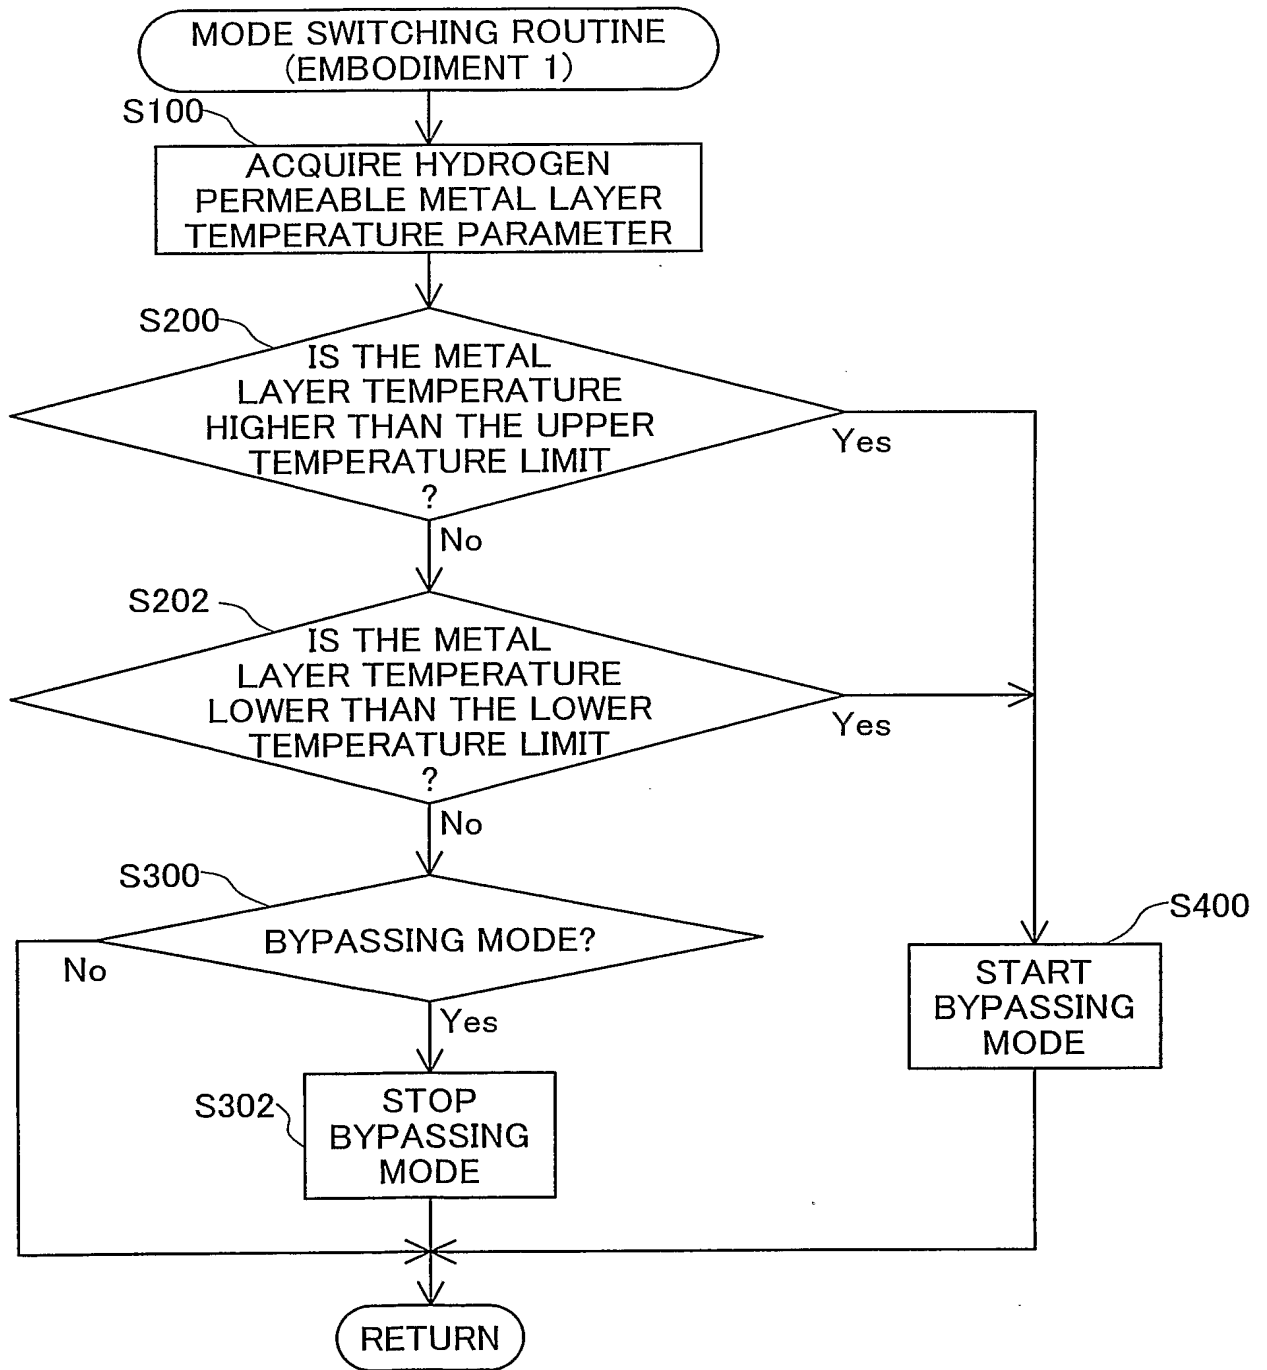 MODE SWITCHING ROUTINE
(EMBODIMENT 1)
S100
ACQUIRE HYDROGEN
PERMEABLE METAL LAYER
TEMPERATURE PARAMETER
S200
IS THE METAL
LAYER TEMPERATURE
HIGHER THAN THE UPPER
TEMPERATURE LIMIT
?
Yes
No
S202
IS THE METAL
LAYER TEMPERATURE
LOWER THAN THE LOWER
TEMPERATURE LIMIT
?
Yes
No
S300
BYPASSING MODE?
No
Yes
S400
START
BYPASSING
MODE
S302
STOP
BYPASSING
MODE
RETURN